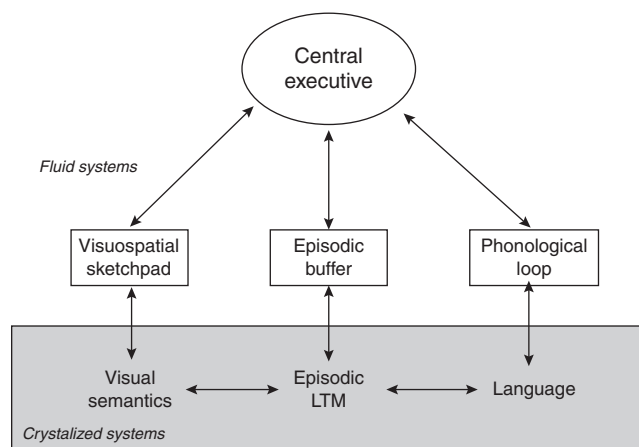 Central
executive
Fluid systems
Visuospatial
sketchpad
Episodic
buffer
Phonological
loop
Visual
semantics
Episodic
LTM
Language
Crystalized systems